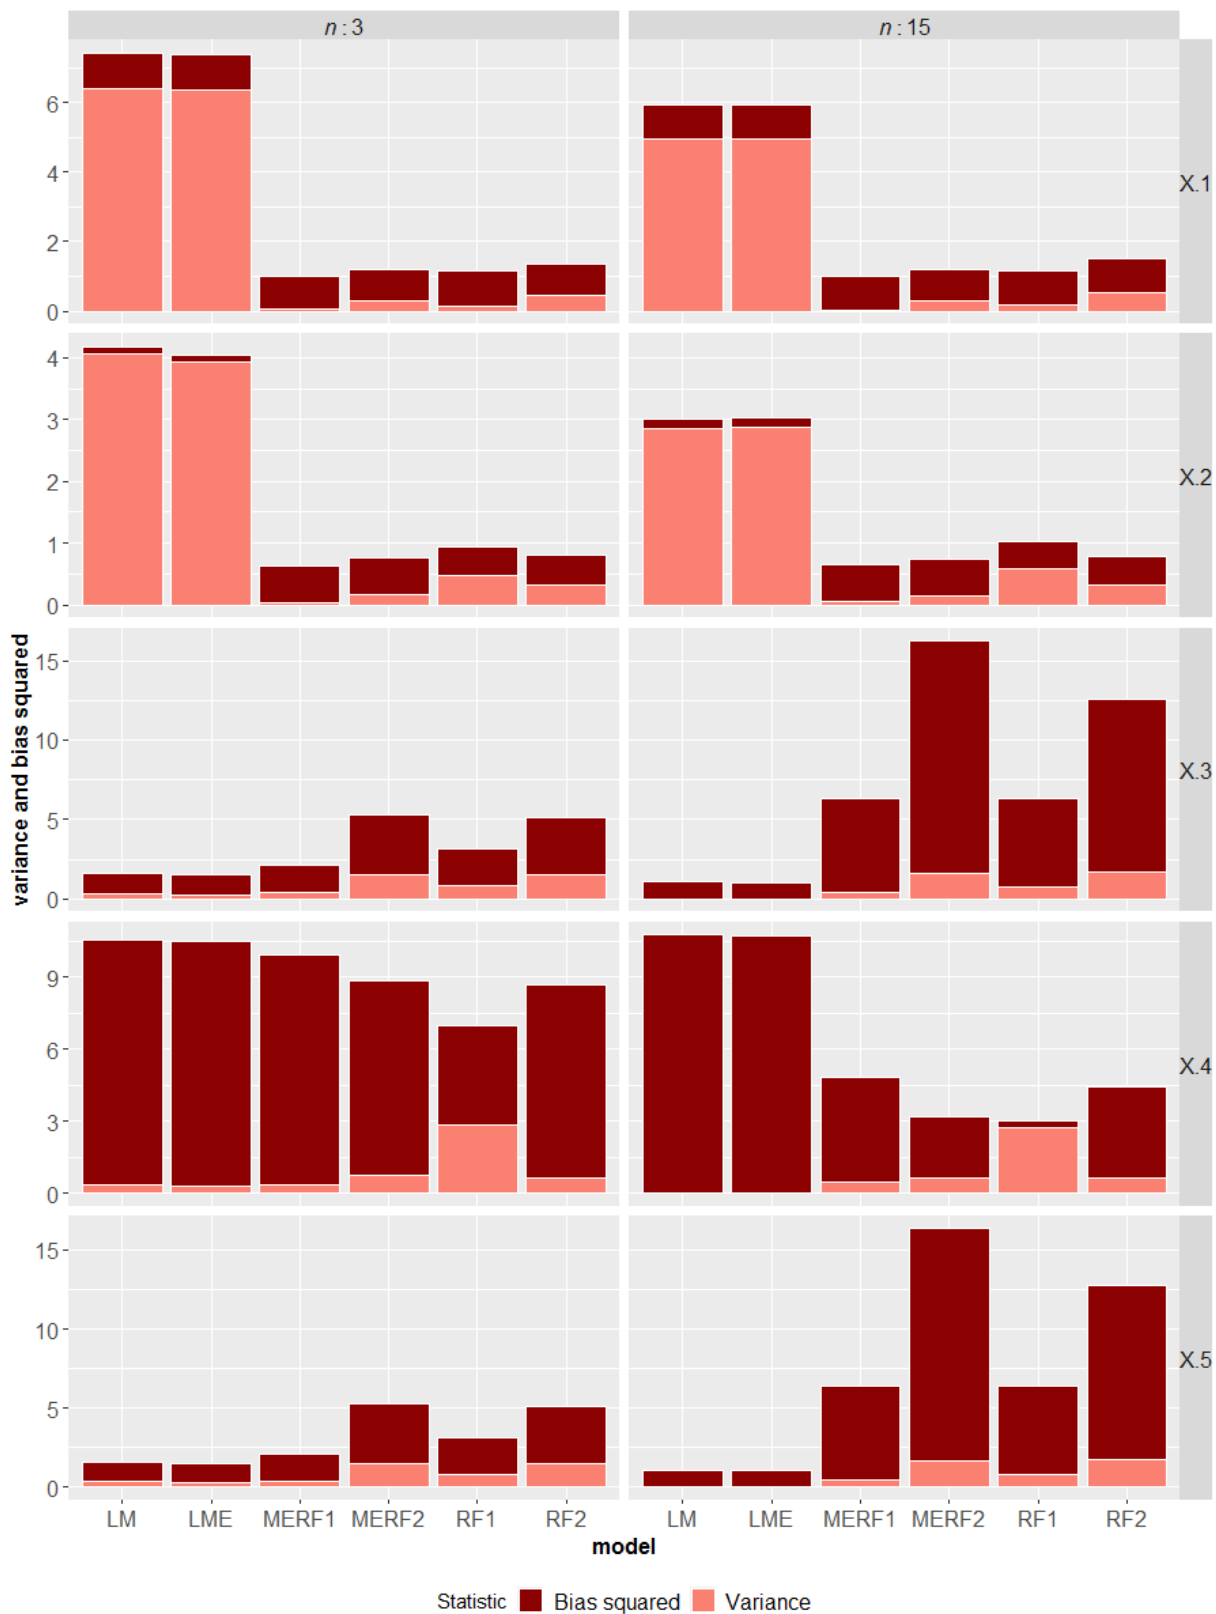 n : 3
n : 15
6
4
2
0
X.1
4
3
2
1
0
X.2
variance and bias squared
15
10
5
0
X.3
9
6
3
0
X.4
15
10
5
0
X.5
LM LME MERF1 MERF2 RF1 RF2
LM LME MERF1 MERF2 RF1 RF2
model
Statistic Bias squared Variance